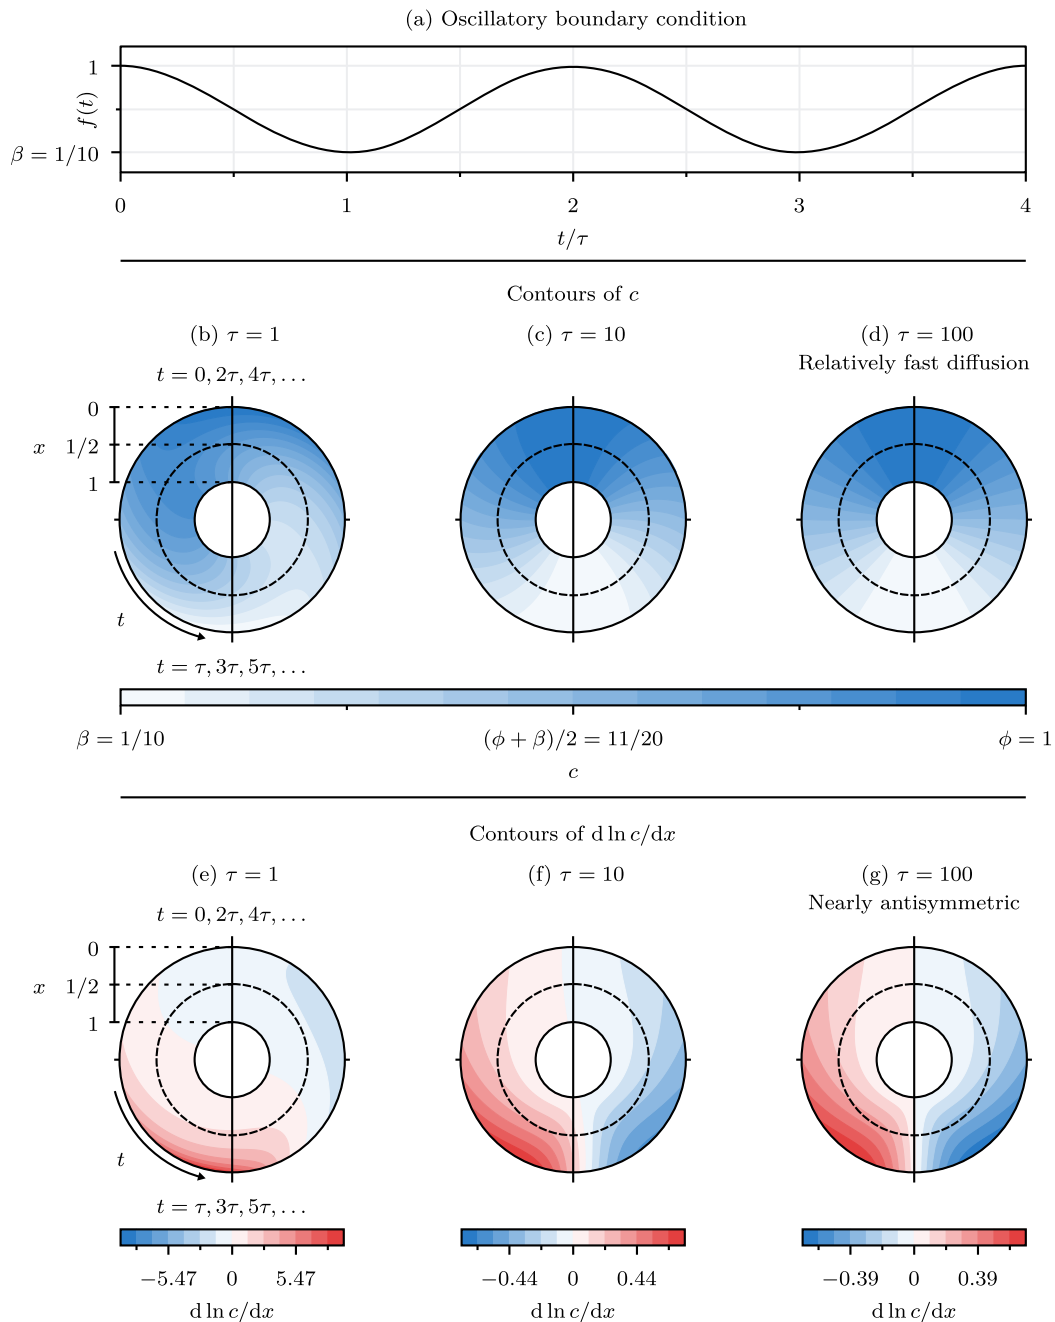 (a) Oscillatory boundary condition
1
f(t)
β = 1/10
0 1 2 3 4
t/τ
Contours of c
(b) τ = 1 (c) τ = 10 (d) τ = 100
Relatively fast diffusion
t = 0, 2τ, 4τ, . . .
0
x 1/2
1
t
t = τ, 3τ, 5τ, . . .
β = 1/10 (ϕ + β)/2 = 11/20 ϕ = 1
c
Contours of d ln c/dx
(e) τ = 1 (f) τ = 10 (g) τ = 100
Nearly antisymmetric
t = 0, 2τ, 4τ, . . .
0
x 1/2
1
t
t = τ, 3τ, 5τ, . . .
−5.47 0 5.47 −0.44 0 0.44 −0.39 0 0.39
d ln c/dx d ln c/dx d ln c/dx